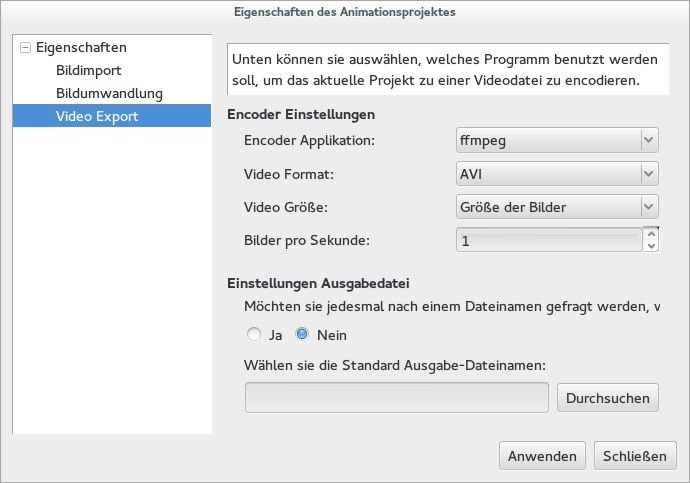 Eigenschaften des Animationsprojektes
Eigenschaften
Bildimport
Bildumwandlung
Video Export
Unten können sie auswählen, welches Programm benutzt werden
soll, um das aktuelle Projekt zu einer Videodatei zu encodieren.
Encoder Einstellungen
Encoder Applikation: ffmpeg
Video Format: AVI
Video Größe: Größe der Bilder
Bilder pro Sekunde: 1
Einstellungen Ausgabedatei
Möchten sie jedesmal nach einem Dateinamen gefragt werden,
Ja Nein
Wählen sie die Standard Ausgabe-Dateinamen:
Durchsuchen
Anwenden Schließen